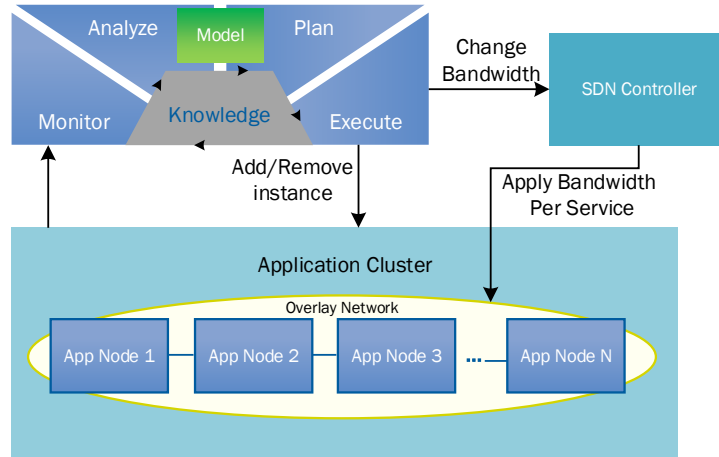 Analyze
Model
Plan
Monitor
Knowledge
Execute
Change
Bandwidth
SDN Controller
Add/Remove
instance
Apply Bandwidth
Per Service
Application Cluster
Overlay Network
App Node 1
App Node 2
App Node 3
...
App Node N